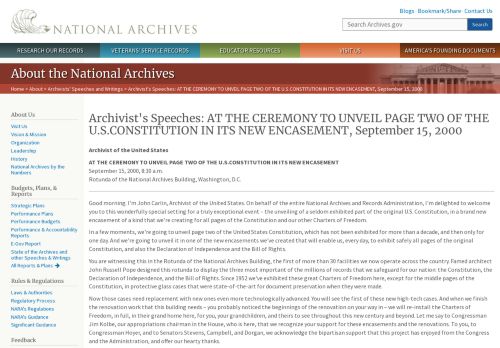 Blogs · Bookmark/Share · Contact Us
NATIONAL ARCHIVES
Search Archives.gov
Search
RESEARCH OUR RECORDS
VETERANS' SERVICE RECORDS
EDUCATOR RESOURCES
VISIT US
AMERICA'S FOUNDING DOCUMENTS
About the National Archives
Home > About > Archivists' Speeches and Writings > Archivist's Speeches: AT THE CEREMONY TO UNVEIL PAGE TWO OF THE U.S.CONSTITUTION IN ITS NEW ENCASEMENT, September 15, 2000
About Us
Visit Us
Vision & Mission
Organization
Leadership
History
National Archives by the
Numbers
Budgets, Plans, &
Reports
Strategic Plans
Performance Plans
Performance Budgets
Performance & Accountability
Reports
E-Gov Report
State of the Archives and
other Speeches & Writings
All Reports & Plans
Rules & Regulations
Laws & Authorities
Regulatory Process
NARA's Regulations
NARA's Guidance
Significant Guidance
Feedback
Archivist's Speeches: AT THE CEREMONY TO UNVEIL PAGE TWO OF THE
U.S.CONSTITUTION IN ITS NEW ENCASEMENT, September 15, 2000
Archivist of the United States
AT THE CEREMONY TO UNVEIL PAGE TWO OF THE U.S.CONSTITUTION IN ITS NEW ENCASEMENT
September 15, 2000, 8:30 a.m.
Rotunda of the National Archives Building, Washington, D.C.
Good morning. I'm John Carlin, Archivist of the United States. On behalf of the entire National Archives and Records Administration, I'm delighted to welcome
you to this wonderfully special setting for a truly exceptional event – the unveiling of a seldom exhibited part of the original U.S. Constitution, in a brand new
encasement of a kind that we're creating for all pages of the Constitution and our other Charters of Freedom.
In a few moments, we're going to unveil page two of the United States Constitution, which has not been exhibited for more than a decade, and then only for
one day. And we're going to unveil it in one of the new encasements we've created that will enable us, every day, to exhibit safely all pages of the original
Constitution, and also the Declaration of Independence and the Bill of Rights.
You are witnessing this in the Rotunda of the National Archives Building, the first of more than 30 facilities we now operate across the country. Famed architect
John Russell Pope designed this rotunda to display the three most important of the millions of records that we safeguard for our nation: the Constitution, the
Declaration of Independence, and the Bill of Rights. Since 1952 we've exhibited these great Charters of Freedom here, except for the middle pages of the
Constitution, in protective glass cases that were state-of-the-art for document preservation when they were made.
Now those cases need replacement with new ones even more technologically advanced. You will see the first of these new high-tech cases. And when we finish
the renovation work that this building needs – you probably noticed the beginnings of the renovation on your way in – we will re-install the Charters of
Freedom, in full, in their grand home here, for you, your grandchildren, and theirs to see throughout this new century and beyond. Let me say to Congressman
Jim Kolbe, our appropriations chairman in the House, who is here, that we recognize your support for these encasements and the renovations. To you, to
Congressman Hoyer, and to Senators Stevens, Campbell, and Dorgan, we acknowledge the bipartisan support that this project has enjoyed from the Congress
and the Administration, and offer our hearty thanks.